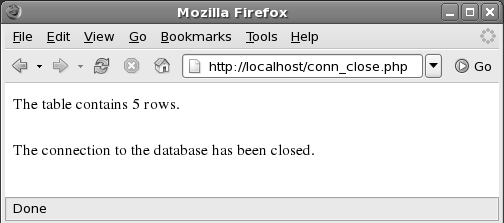 Mozilla Firefox
File Edit View Go Bookmarks Tools Help
http://localhost/conn_close.php Go
The table contains 5 rows.
The connection to the database has been closed.
Done